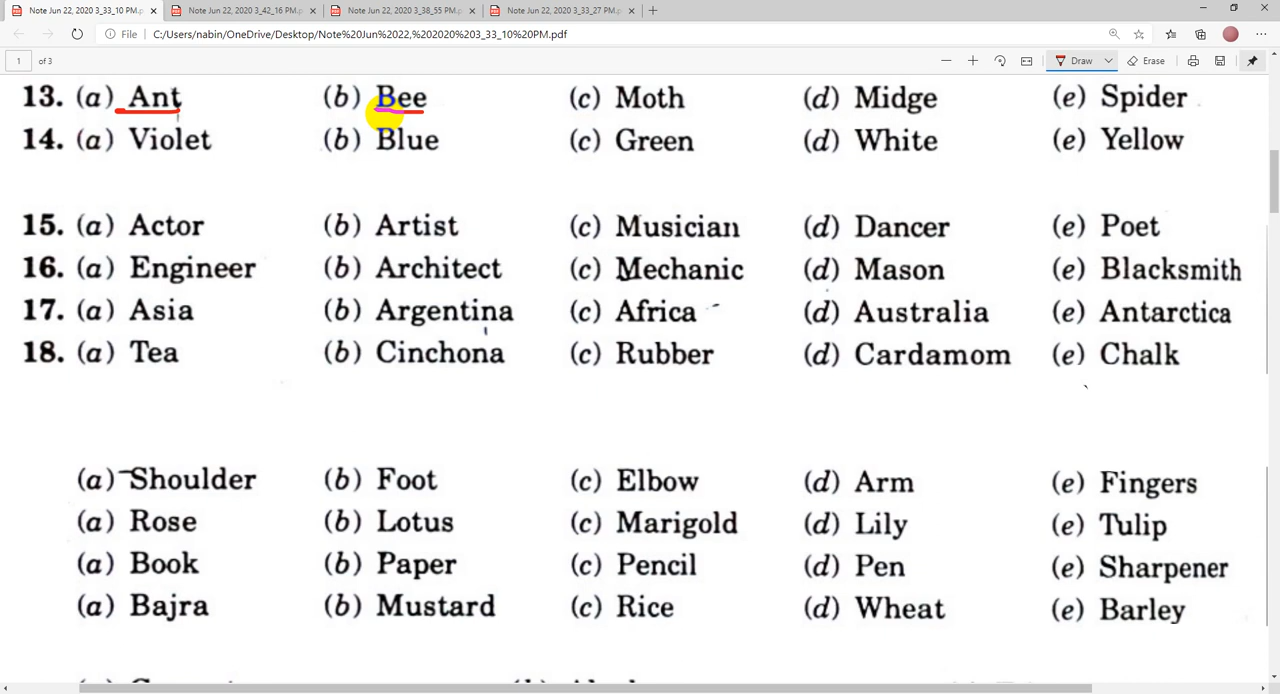 Note Jun 22, 2020 3_33_10 PM.p Note Jun 22, 2020 3_42_16 PM.p Note Jun 22, 2020 3_38_55 PM.p Note Jun 22, 2020 3_33_27 PM.p
File C:/Users/nabin/OneDrive/Desktop/Note%20Jun%2022,%202020%203_33_10%20PM.pdf
1 of 3 Draw Erase
13. (a) Ant (b) Bee (c) Moth (d) Midge (e) Spider
14. (a) Violet (b) Blue (c) Green (d) White (e) Yellow
15. (a) Actor (b) Artist (c) Musician (d) Dancer (e) Poet
16. (a) Engineer (b) Architect (c) Mechanic (d) Mason (e) Blacksmith
17. (a) Asia (b) Argentina (c) Africa (d) Australia (e) Antarctica
18. (a) Tea (b) Cinchona (c) Rubber (d) Cardamom (e) Chalk
(a) Shoulder (b) Foot (c) Elbow (d) Arm (e) Fingers
(a) Rose (b) Lotus (c) Marigold (d) Lily (e) Tulip
(a) Book (b) Paper (c) Pencil (d) Pen (e) Sharpener
(a) Bajra (b) Mustard (c) Rice (d) Wheat (e) Barley